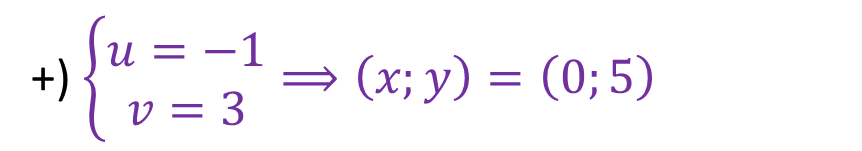 +) { u = −1
v = 3 ⟹ (x; y) = (0; 5)